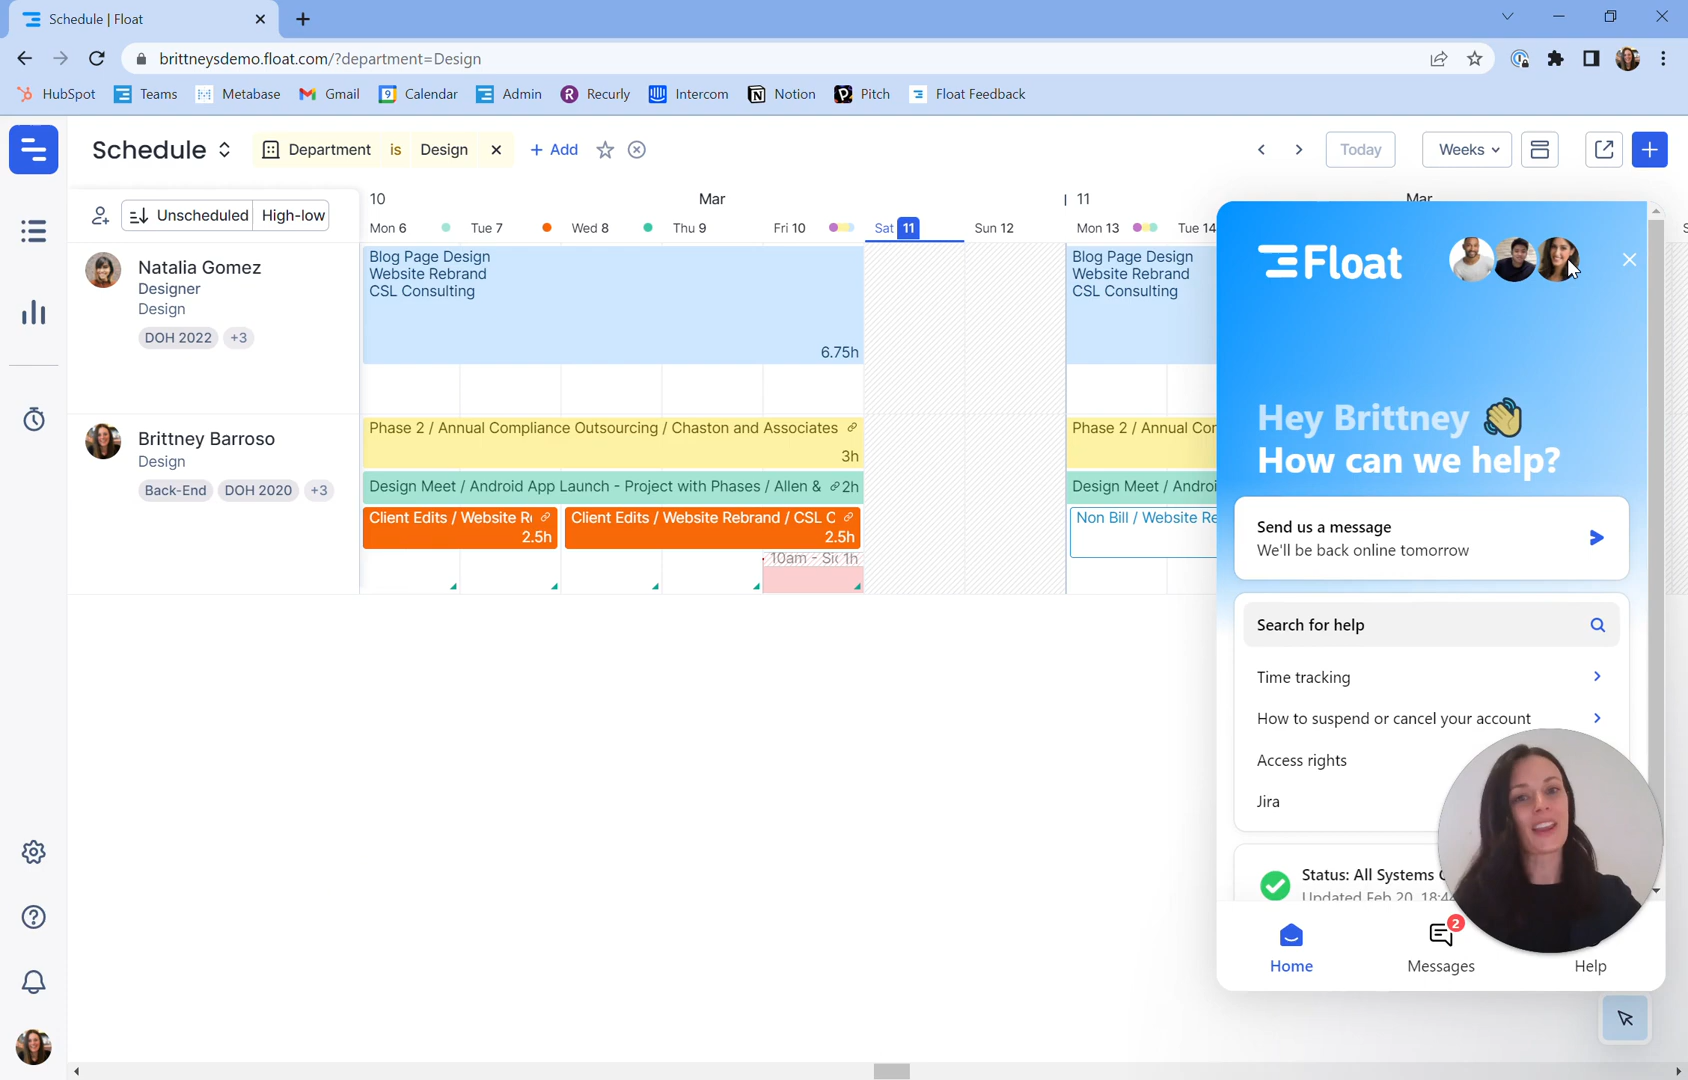 Schedule | Float
brittneysdemo.float.com/?department=Design
HubSpot Teams Metabase Gmail 9 Calendar Admin R Recurly Intercom Notion Pitch Float Feedback
Schedule Department is Design + Add Today Weeks
Unscheduled High-low
10 Mar 11 Mar
Mon 6 Tue 7 Wed 8 Thu 9 Fri 10 Sat 11 Sun 12 Mon 13 Tue 14
Natalia Gomez
Designer
Design
DOH 2022 +3
Blog Page Design
Website Rebrand
CSL Consulting
6.75h
Blog Page Design
Website Rebrand
CSL Consulting
Brittney Barroso
Design
Back-End DOH 2020 +3
Phase 2 / Annual Compliance Outsourcing / Chaston and Associates
3h
Design Meet / Android App Launch - Project with Phases / Allen & 2h
Client Edits / Website R
2.5h
Client Edits / Website Rebrand / CSL C
2.5h
10am - Sic 1h
Phase 2 / Annual Cor
Design Meet / Androi
Non Bill / Website Re
Float
Hey Brittney 👋
How can we help?
Send us a message
We'll be back online tomorrow
Search for help
Time tracking
How to suspend or cancel your account
Access rights
Jira
Status: All Systems
Updated Feb 20, 18:4
2
Home Messages Help